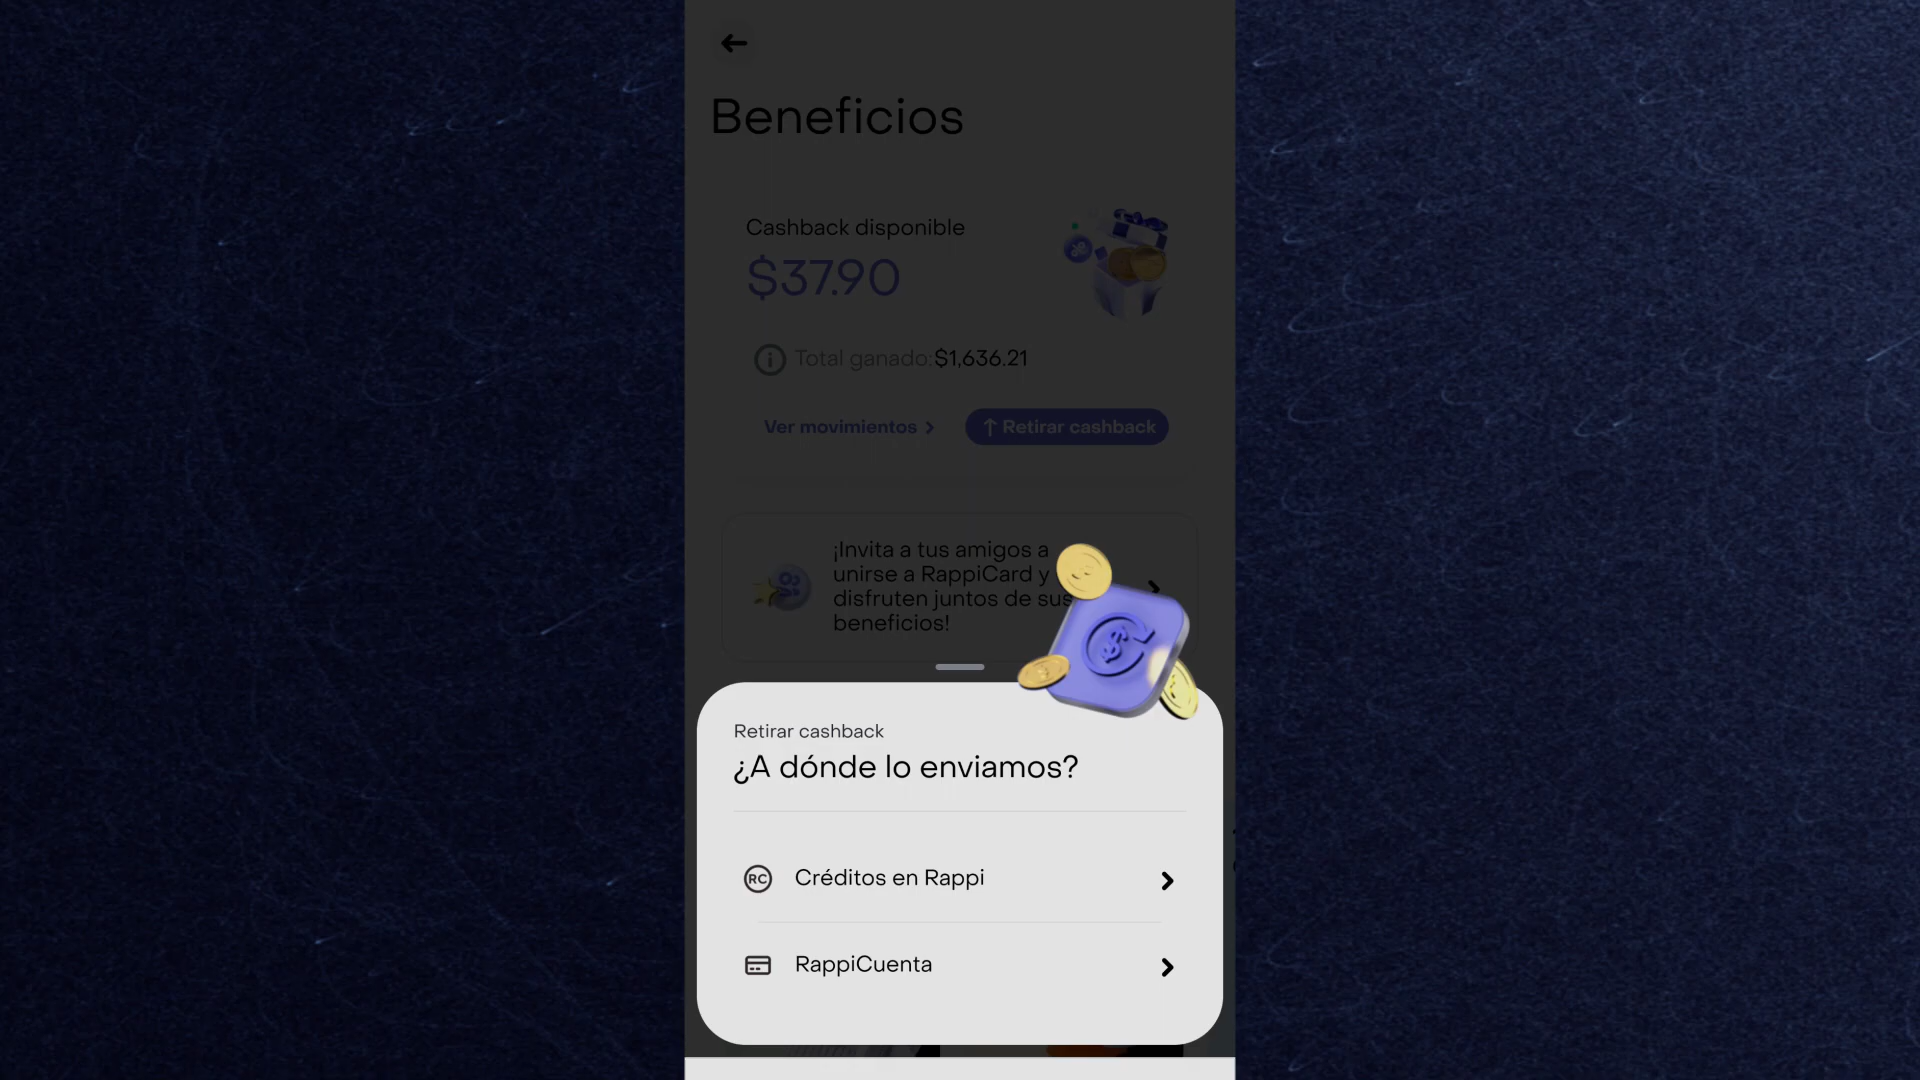 Beneficios
Cashback disponible
$37.90
Total ganado:$1,636.21
Ver movimientos
Retirar cashback
¡Invita a tus amigos a
unirse a RappiCard y
disfruten juntos de sus
beneficios!
Retirar cashback
¿A dónde lo enviamos?
RC Créditos en Rappi
RappiCuenta